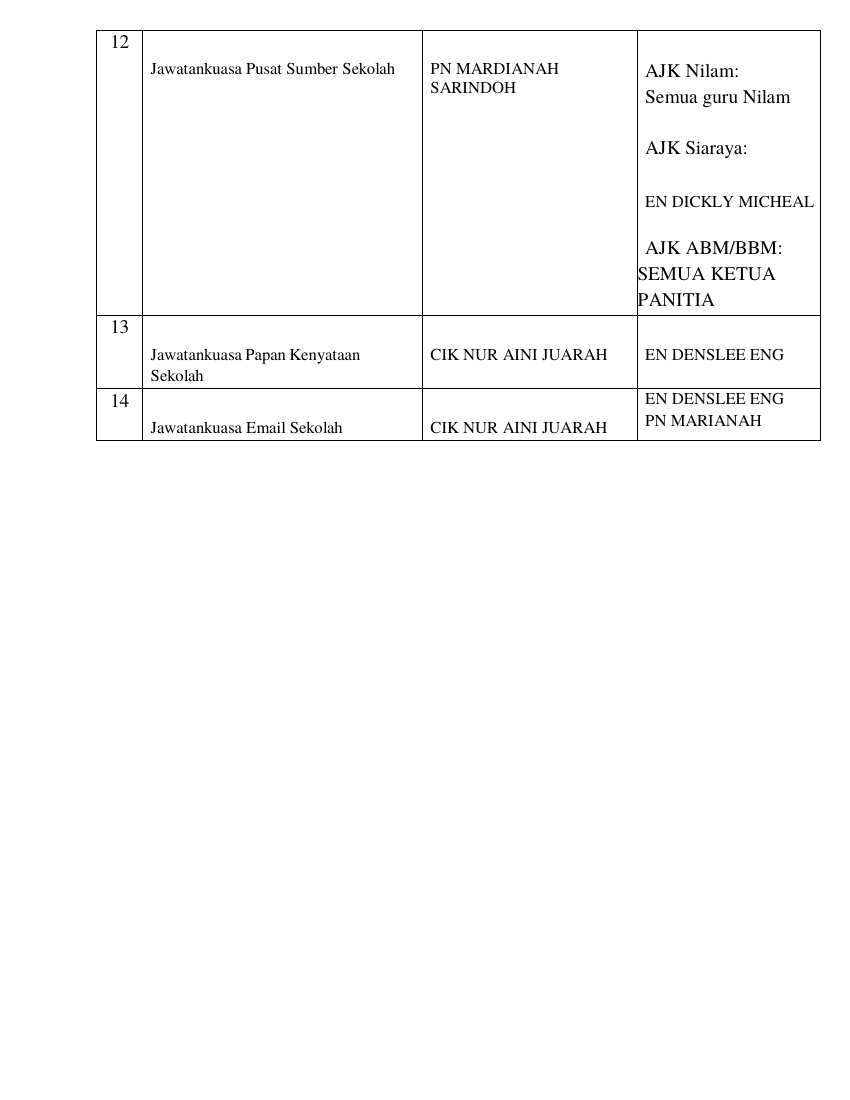 12
Jawatankuasa Pusat Sumber Sekolah
PN MARDIANAH
SARINDOH
AJK Nilam:
Semua guru Nilam
AJK Siaraya:
EN DICKLY MICHEAL
AJK ABM/BBM:
SEMUA KETUA
PANITIA
13
Jawatankuasa Papan Kenyataan
Sekolah
CIK NUR AINI JUARAH
EN DENSLEE ENG
14
Jawatankuasa Email Sekolah
CIK NUR AINI JUARAH
EN DENSLEE ENG
PN MARIANAH